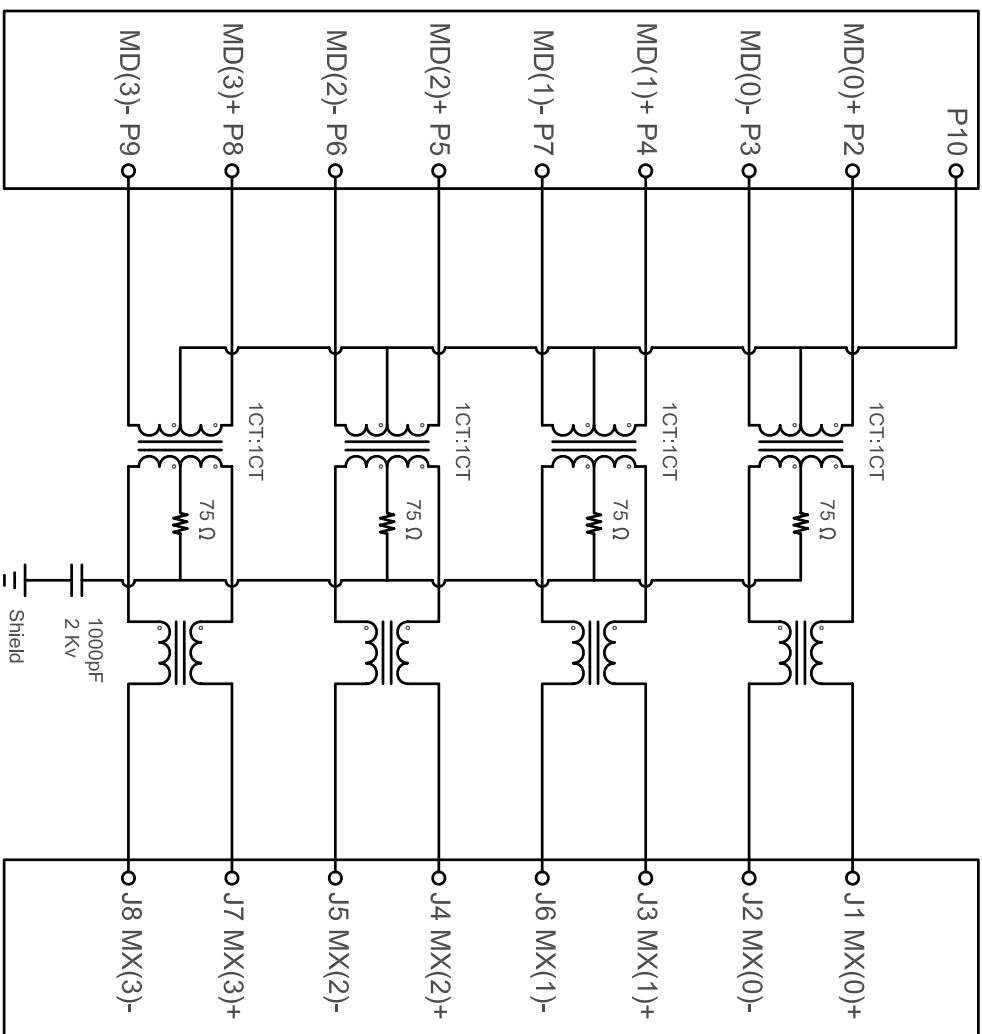 P10
MD(0)+ P2
MD(0)- P3
MD(1)+ P4
MD(1)- P7
MD(2)+ P5
MD(2)- P6
MD(3)+ P8
MD(3)- P9
1CT:1CT
1CT:1CT
1CT:1CT
1CT:1CT
75 Ω
75 Ω
75 Ω
75 Ω
1000pF
2 Kv
Shield
J1 MX(0)+
J2 MX(0)-
J3 MX(1)+
J6 MX(1)-
J4 MX(2)+
J5 MX(2)-
J7 MX(3)+
J8 MX(3)-